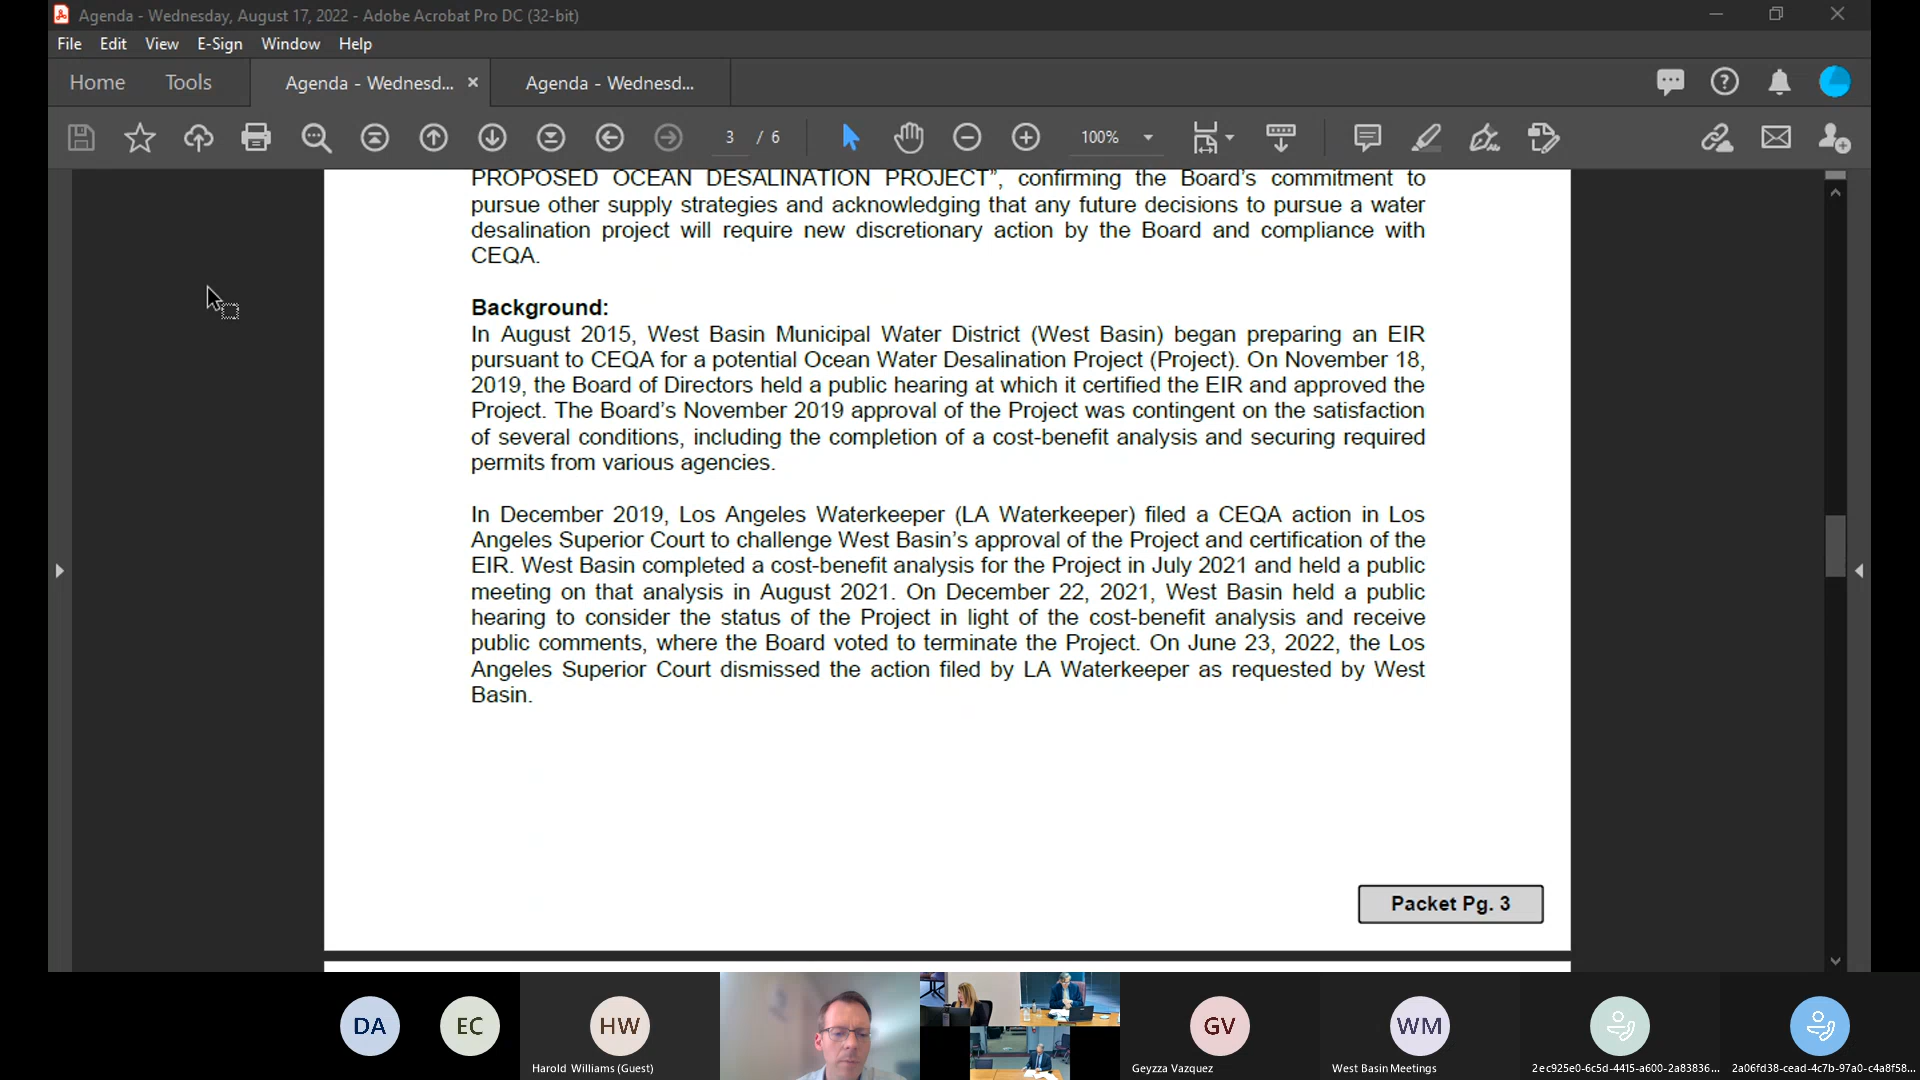 Agenda - Wednesday, August 17, 2022 - Adobe Acrobat Pro DC (32-bit)
File Edit View E-Sign Window Help
Home Tools Agenda - Wednesd... × Agenda - Wednesd...
3 / 6 100%
PROPOSED OCEAN DESALINATION PROJECT”, confirming the Board’s commitment to
pursue other supply strategies and acknowledging that any future decisions to pursue a water
desalination project will require new discretionary action by the Board and compliance with
CEQA.
Background:
In August 2015, West Basin Municipal Water District (West Basin) began preparing an EIR
pursuant to CEQA for a potential Ocean Water Desalination Project (Project). On November 18,
2019, the Board of Directors held a public hearing at which it certified the EIR and approved the
Project. The Board’s November 2019 approval of the Project was contingent on the satisfaction
of several conditions, including the completion of a cost-benefit analysis and securing required
permits from various agencies.
In December 2019, Los Angeles Waterkeeper (LA Waterkeeper) filed a CEQA action in Los
Angeles Superior Court to challenge West Basin’s approval of the Project and certification of the
EIR. West Basin completed a cost-benefit analysis for the Project in July 2021 and held a public
meeting on that analysis in August 2021. On December 22, 2021, West Basin held a public
hearing to consider the status of the Project in light of the cost-benefit analysis and receive
public comments, where the Board voted to terminate the Project. On June 23, 2022, the Los
Angeles Superior Court dismissed the action filed by LA Waterkeeper as requested by West
Basin.
Packet Pg. 3
DA EC HW GV WM
Harold Williams (Guest) Geyzza Vazquez West Basin Meetings 2ec925e0-6c5d-4415-a600-2a83836... 2a06fd38-cead-4c7b-97a0-c4a8f58...